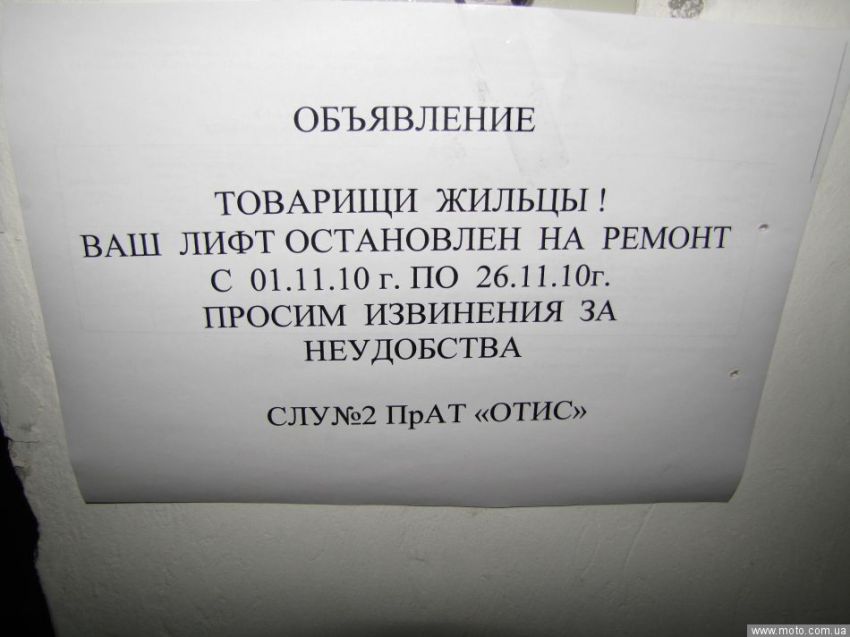 ОБЪЯВЛЕНИЕ
ТОВАРИЩИ ЖИЛЬЦЫ !
ВАШ ЛИФТ ОСТАНОВЛЕН НА РЕМОНТ
С 01.11.10 г. ПО 26.11.10г.
ПРОСИМ ИЗВИНЕНИЯ ЗА
НЕУДОБСТВА
СЛУ№2 ПрАТ «ОТИС»
www.moto.com.ua